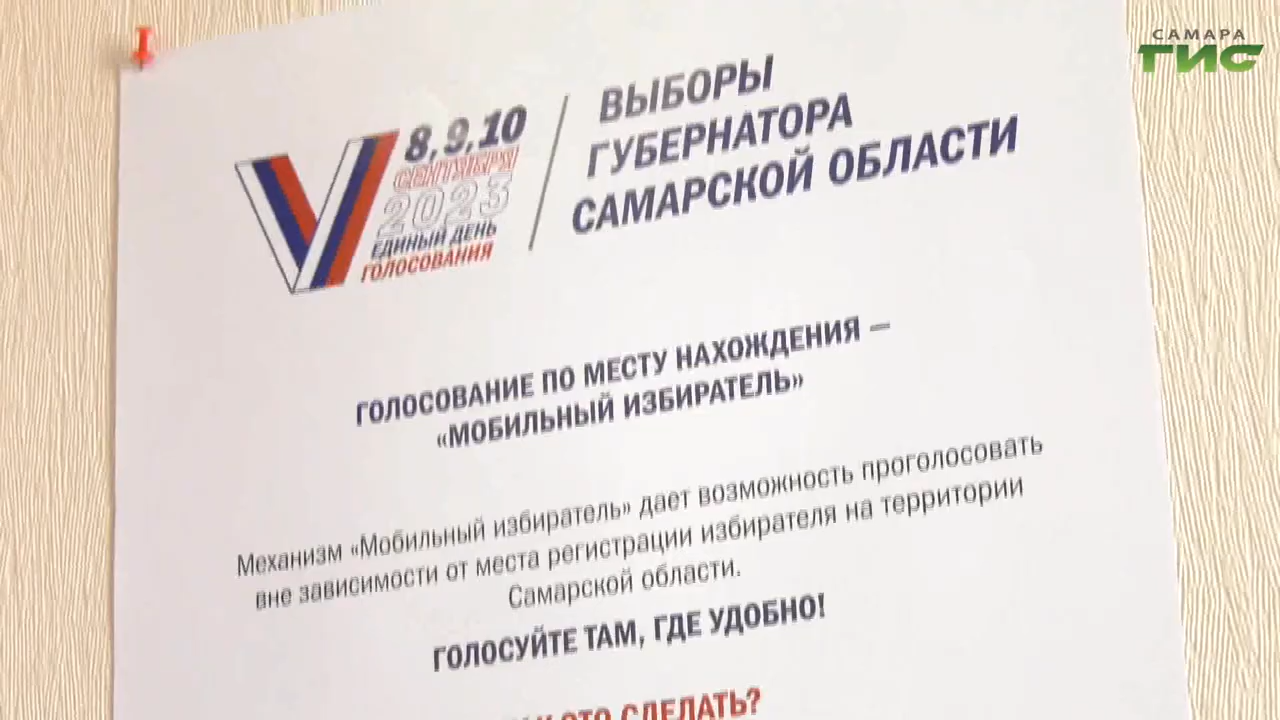 САМАРА
ГИС
8, 9, 10
СЕНТЯБРЯ
2023
ЕДИНЫЙ ДЕНЬ
ГОЛОСОВАНИЯ
ВЫБОРЫ
ГУБЕРНАТОРА
САМАРСКОЙ ОБЛАСТИ
ГОЛОСОВАНИЕ ПО МЕСТУ НАХОЖДЕНИЯ –
«МОБИЛЬНЫЙ ИЗБИРАТЕЛЬ»
Механизм «Мобильный избиратель» дает возможность проголосовать
вне зависимости от места регистрации избирателя на территории
Самарской области.
ГОЛОСУЙТЕ ТАМ, ГДЕ УДОБНО!
ЭТО СДЕЛАТЬ?